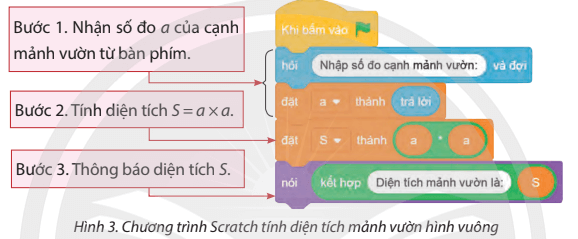 Bước 1. Nhận số đo a của cạnh
mảnh vườn từ bàn phím.
Khi bấm vào
hỏi Nhập số đo cạnh mảnh vườn: và đợi
đặt a thành trả lời
Bước 2. Tính diện tích S = a × a.
đặt S thành a * a
Bước 3. Thông báo diện tích S.
nói kết hợp Diện tích mảnh vườn là: S
Hình 3. Chương trình Scratch tính diện tích mảnh vườn hình vuông